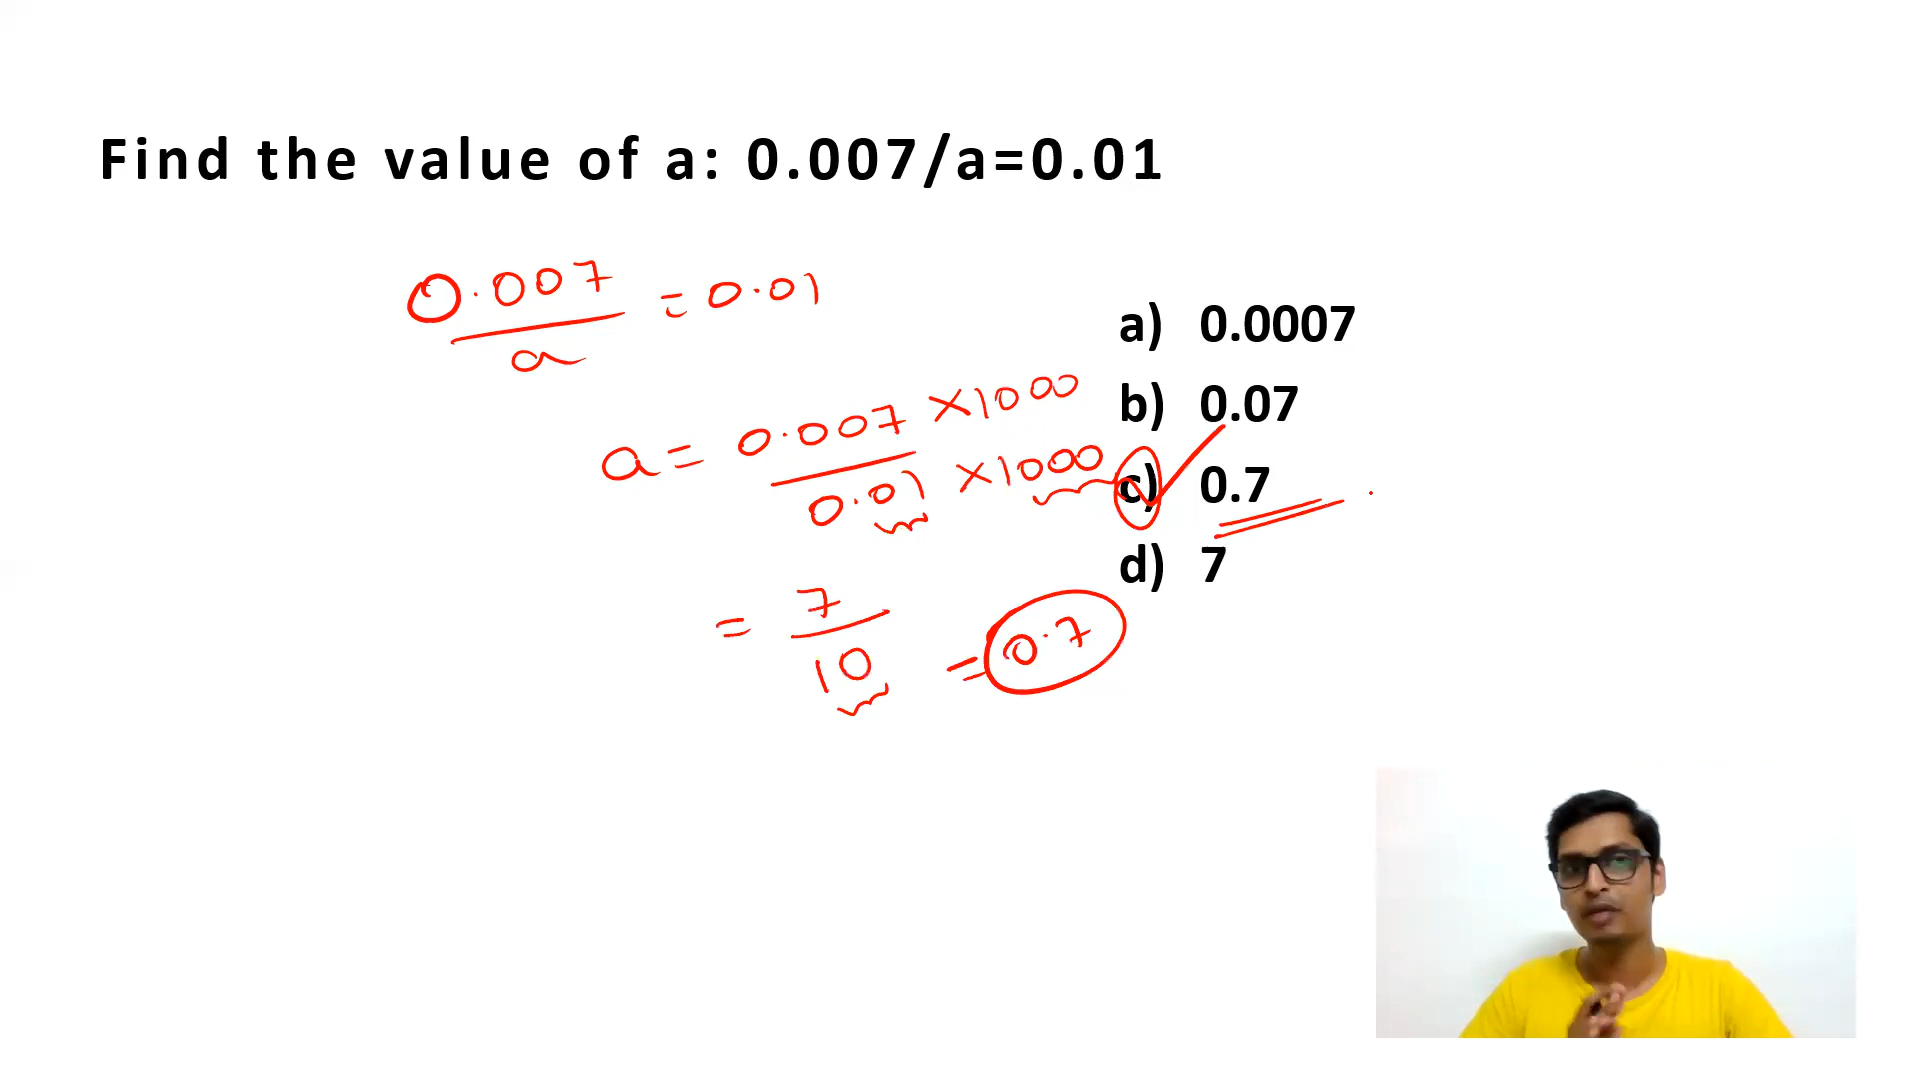 Find the value of a: 0.007/a=0.01
0.007/a = 0.01
a = 0.007 ×1000 / 0.01 ×1000
= 7/10 = 0.7
a) 0.0007
b) 0.07
c) 0.7
d) 7